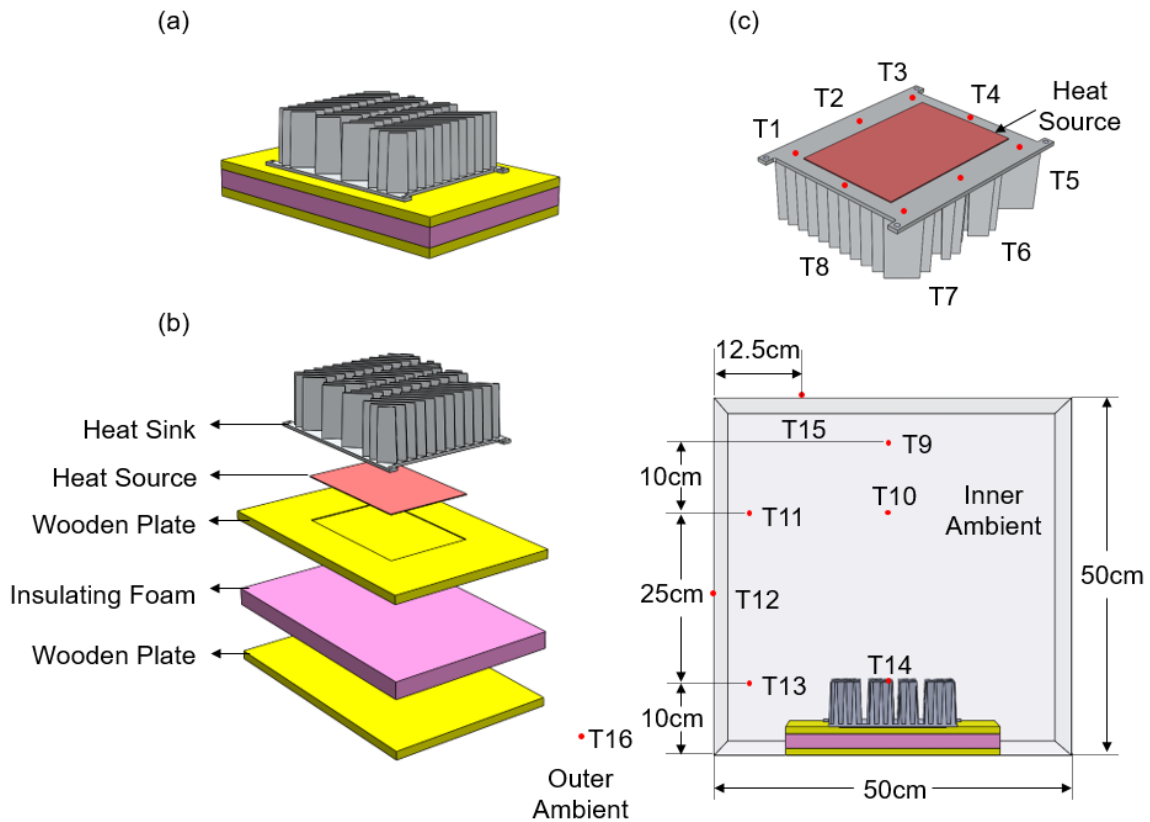 (a)
(b)
Heat Sink
Heat Source
Wooden Plate
Insulating Foam
Wooden Plate
(c)
T3
T4
Heat
Source
T2
T1
T5
T6
T8
T7
12.5cm
T15
T9
10cm
T10
Inner
Ambient
T11
25cm
T12
50cm
T14
T13
10cm
T16
Outer
Ambient
50cm